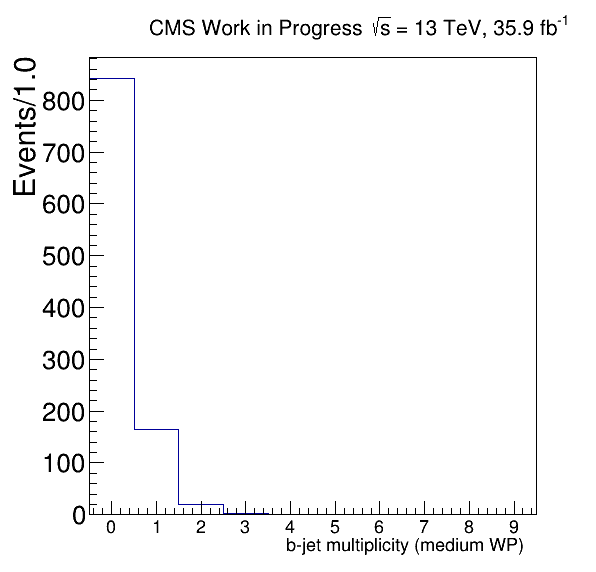 CMS Work in Progress √s = 13 TeV, 35.9 fb⁻¹
Events/1.0
800
700
600
500
400
300
200
100
0
0 1 2 3 4 5 6 7 8 9
b-jet multiplicity (medium WP)